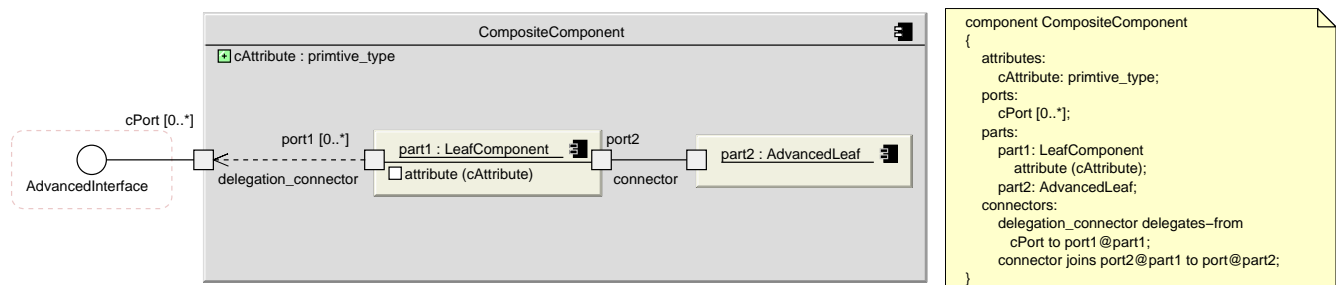 CompositeComponent
cAttribute : primtive_type
cPort [0..*]
AdvancedInterface
port1 [0..*]
delegation_connector
part1 : LeafComponent
attribute (cAttribute)
port2
connector
part2 : AdvancedLeaf
component CompositeComponent
{
attributes:
cAttribute: primtive_type;
ports:
cPort [0..*];
parts:
part1: LeafComponent
attribute (cAttribute);
part2: AdvancedLeaf;
connectors:
delegation_connector delegates−from
cPort to port1@part1;
connector joins port2@part1 to port@part2;
}